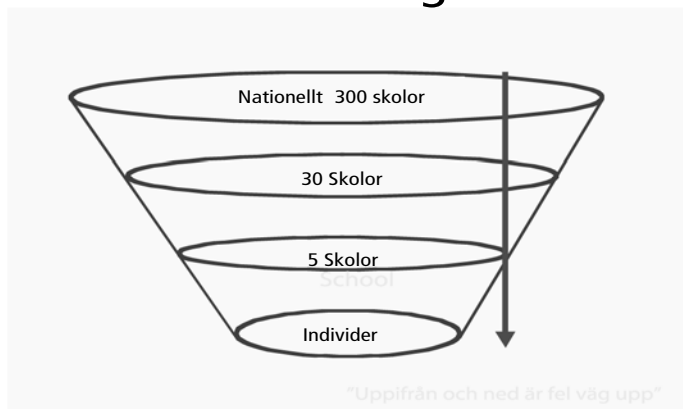 Nationellt 300 skolor
30 Skolor
5 Skolor
School
Individer
"Uppifrån och ned är fel väg upp"